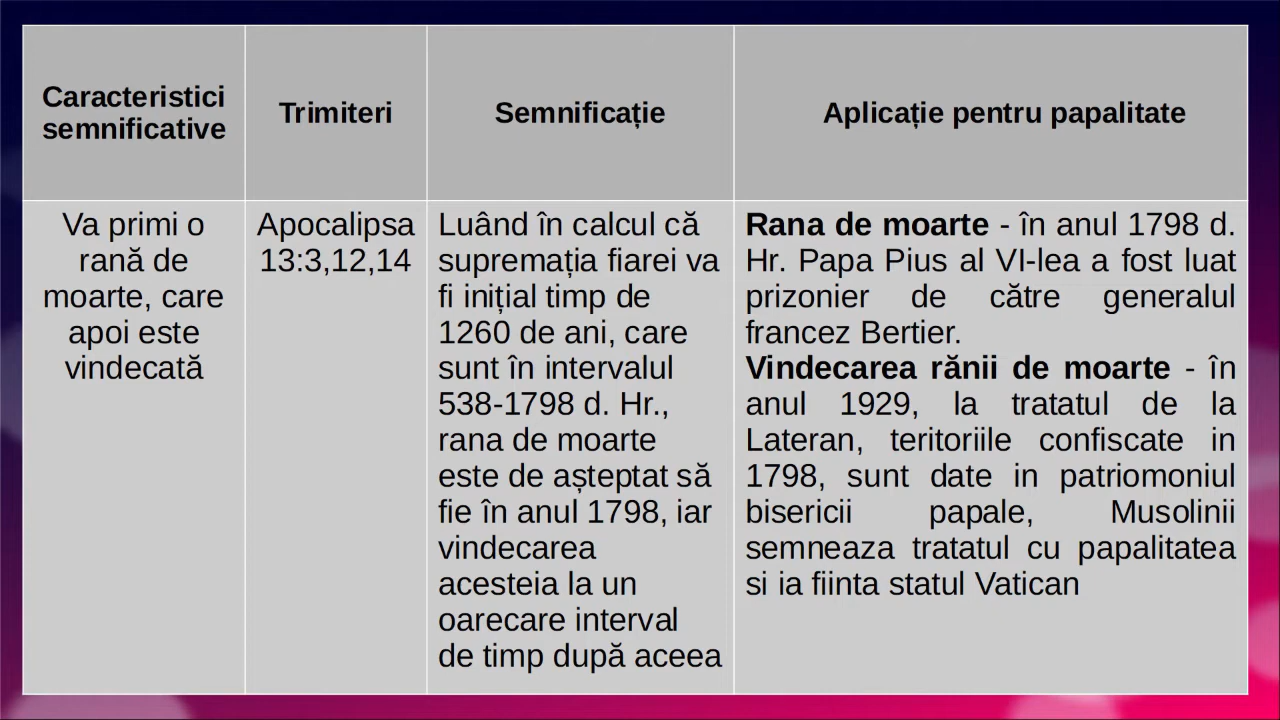 Caracteristici
semnificative
Trimiteri
Semnificație
Aplicație pentru papalitate
Va primi o
rană de
moarte, care
apoi este
vindecată
Apocalipsa
13:3,12,14
Luând în calcul că
supremația fiarei va
fi inițial timp de
1260 de ani, care
sunt în intervalul
538-1798 d. Hr.,
rana de moarte
este de așteptat să
fie în anul 1798, iar
vindecarea
acesteia la un
oarecare interval
de timp după aceea
Rana de moarte - în anul 1798 d.
Hr. Papa Pius al VI-lea a fost luat
prizonier de către generalul
francez Bertier.
Vindecarea rănii de moarte - în
anul 1929, la tratatul de la
Lateran, teritoriile confiscate in
1798, sunt date in patriomoniul
bisericii papale, Musolinii
semneaza tratatul cu papalitatea
si ia fiinta statul Vatican